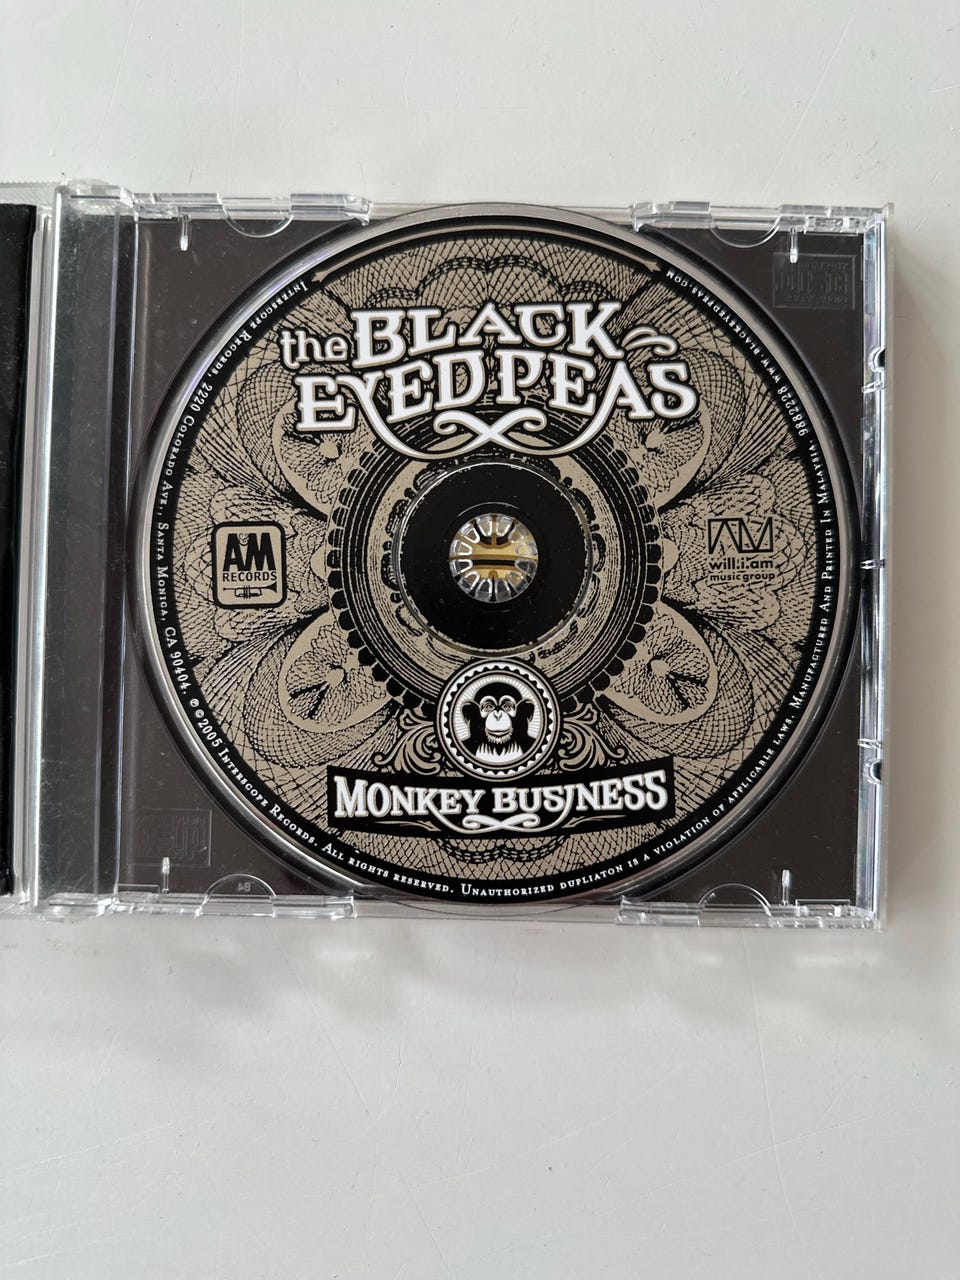 the BLACK
EYED PEAS
A&M
RECORDS
will.i.am
music group
MONKEY BUSINESS
INTERSCOPE RECORDS, 2220 COLORADO AVE., SANTA MONICA, CA 90404. ℗ © 2005 INTERSCOPE RECORDS. ALL RIGHTS RESERVED. UNAUTHORIZED DUPLIATON IS A VIOLATION OF APPLICABLE LAWS. MANUFACTURED AND PRINTED IN MALAYSIA. 9882228 WWW.BLACKEYEDPEAS.COM
B4